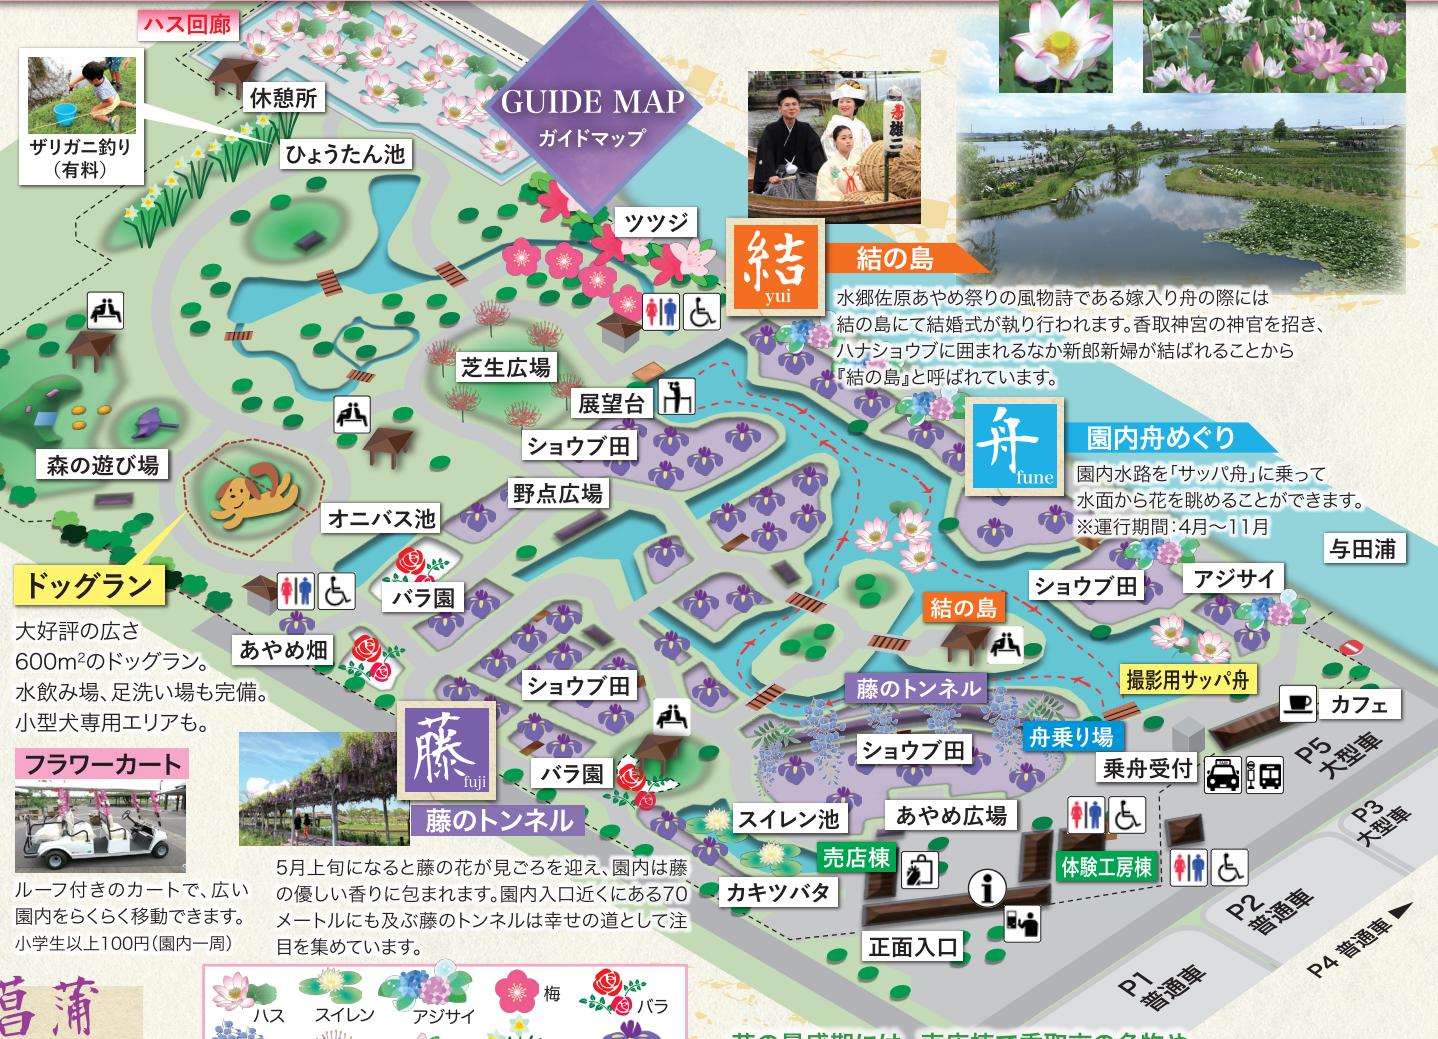 ハス回廊
GUIDE MAP
ガイドマップ
休憩所
ザリガニ釣り
（有料）
ひょうたん池
ツツジ
結
yui
結の島
水郷佐原あやめ祭りの風物詩である嫁入り舟の際には
結の島にて結婚式が執り行われます。香取神宮の神官を招き、
ハナショウブに囲まれるなか新郎新婦が結ばれることから
『結の島』と呼ばれています。
芝生広場
展望台
ショウブ田
舟
fune
園内舟めぐり
園内水路を「サッパ舟」に乗って
水面から花を眺めることができます。
※運行期間：4月～11月
森の遊び場
野点広場
オニバス池
与田浦
ドッグラン
大好評の広さ
600m²のドッグラン。
水飲み場、足洗い場も完備。
小型犬専用エリアも。
バラ園
ショウブ田
アジサイ
結の島
あやめ畑
ショウブ田
藤のトンネル
撮影用サッパ舟
カフェ
フラワーカート
ルーフ付きのカートで、広い
園内をらくらく移動できます。
小学生以上100円（園内一周）
藤
fuji
藤のトンネル
5月上旬になると藤の花が見ごろを迎え、園内は藤
の優しい香りに包まれます。園内入口近くにある70
メートルにも及ぶ藤のトンネルは幸せの道として注
目を集めています。
バラ園
ショウブ田
舟乗り場
乗舟受付
P5
大型車
P3
大型車
スイレン池
あやめ広場
売店棟
体験工房棟
カキツバタ
正面入口
P2
普通車
P1
普通車
P4 普通車
菖蒲
ハス
スイレン
アジサイ
梅
バラ